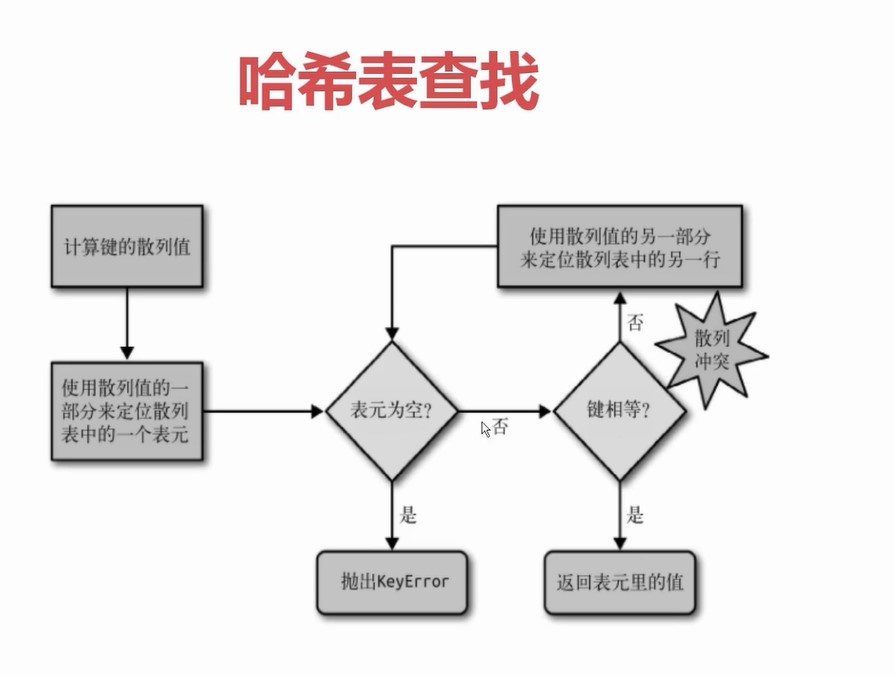 哈希表查找
计算键的散列值
使用散列值的一
部分来定位散列
表中的一个表元
表元为空?
是
抛出KeyError
否
键相等?
是
返回表元里的值
否
散列
冲突
使用散列值的另一部分
来定位散列表中的另一行